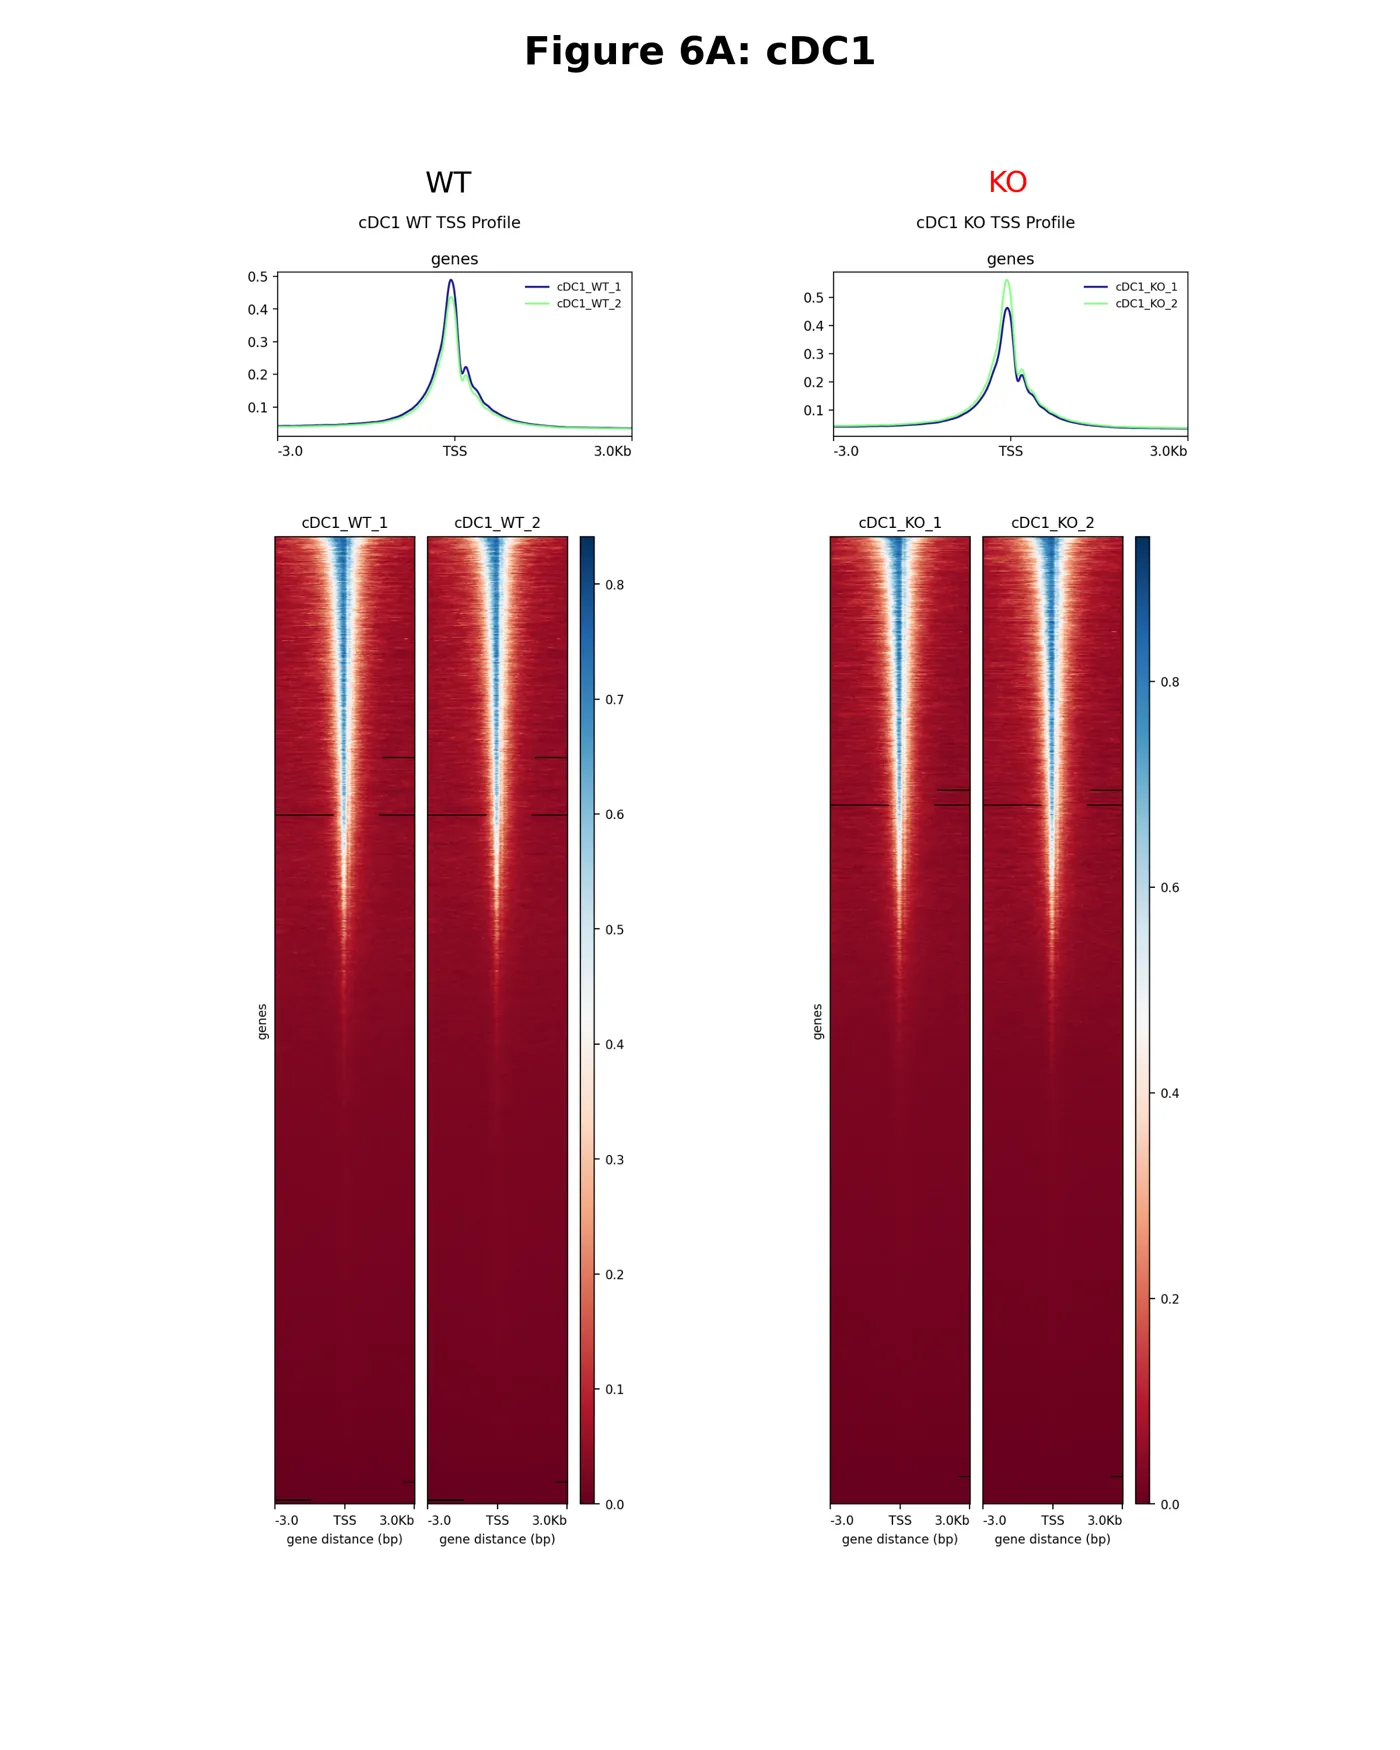 Figure 6A: cDC1
WT
cDC1 WT TSS Profile
genes
0.5
0.4
0.3
0.2
0.1
cDC1_WT_1
cDC1_WT_2
-3.0 TSS 3.0Kb
KO
cDC1 KO TSS Profile
genes
0.5
0.4
0.3
0.2
0.1
cDC1_KO_1
cDC1_KO_2
-3.0 TSS 3.0Kb
cDC1_WT_1 cDC1_WT_2
genes
0.8
0.7
0.6
0.5
0.4
0.3
0.2
0.1
0.0
-3.0 TSS 3.0Kb -3.0 TSS 3.0Kb
gene distance (bp) gene distance (bp)
cDC1_KO_1 cDC1_KO_2
genes
0.8
0.6
0.4
0.2
0.0
-3.0 TSS 3.0Kb -3.0 TSS 3.0Kb
gene distance (bp) gene distance (bp)